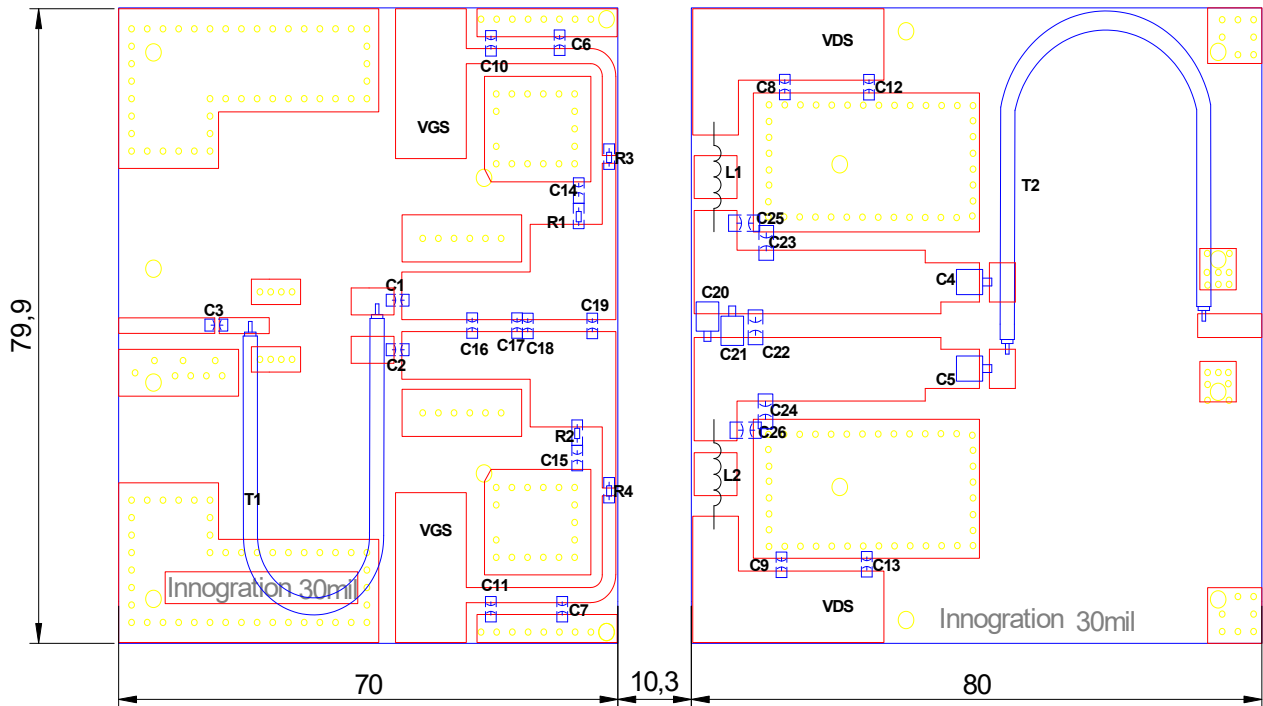 C6
VDS
C10
C8
C12
VGS
R3
L1
C14
T2
R1
C25
C23
C1
C4
C3
C20
C19
C16
C17
C18
C21
C22
C2
C5
79,9
C24
R2
C26
C15
L2
R4
T1
VGS
C9
C13
Innogration 30mil
C11
C7
VDS
Innogration 30mil
70
10,3
80